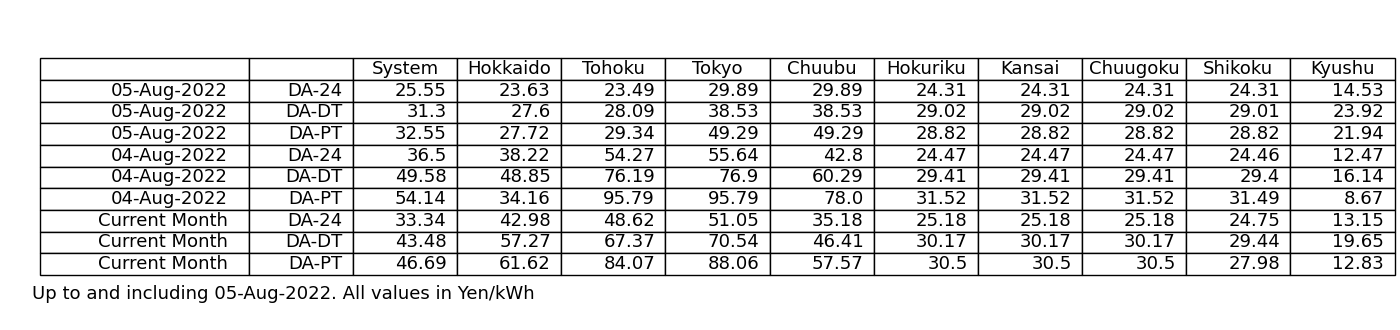 System Hokkaido Tohoku Tokyo Chuubu Hokuriku Kansai Chuugoku Shikoku Kyushu
05-Aug-2022 DA-24 25.55 23.63 23.49 29.89 29.89 24.31 24.31 24.31 24.31 14.53
05-Aug-2022 DA-DT 31.3 27.6 28.09 38.53 38.53 29.02 29.02 29.02 29.01 23.92
05-Aug-2022 DA-PT 32.55 27.72 29.34 49.29 49.29 28.82 28.82 28.82 28.82 21.94
04-Aug-2022 DA-24 36.5 38.22 54.27 55.64 42.8 24.47 24.47 24.47 24.46 12.47
04-Aug-2022 DA-DT 49.58 48.85 76.19 76.9 60.29 29.41 29.41 29.41 29.4 16.14
04-Aug-2022 DA-PT 54.14 34.16 95.79 95.79 78.0 31.52 31.52 31.52 31.49 8.67
Current Month DA-24 33.34 42.98 48.62 51.05 35.18 25.18 25.18 25.18 24.75 13.15
Current Month DA-DT 43.48 57.27 67.37 70.54 46.41 30.17 30.17 30.17 29.44 19.65
Current Month DA-PT 46.69 61.62 84.07 88.06 57.57 30.5 30.5 30.5 27.98 12.83
Up to and including 05-Aug-2022. All values in Yen/kWh